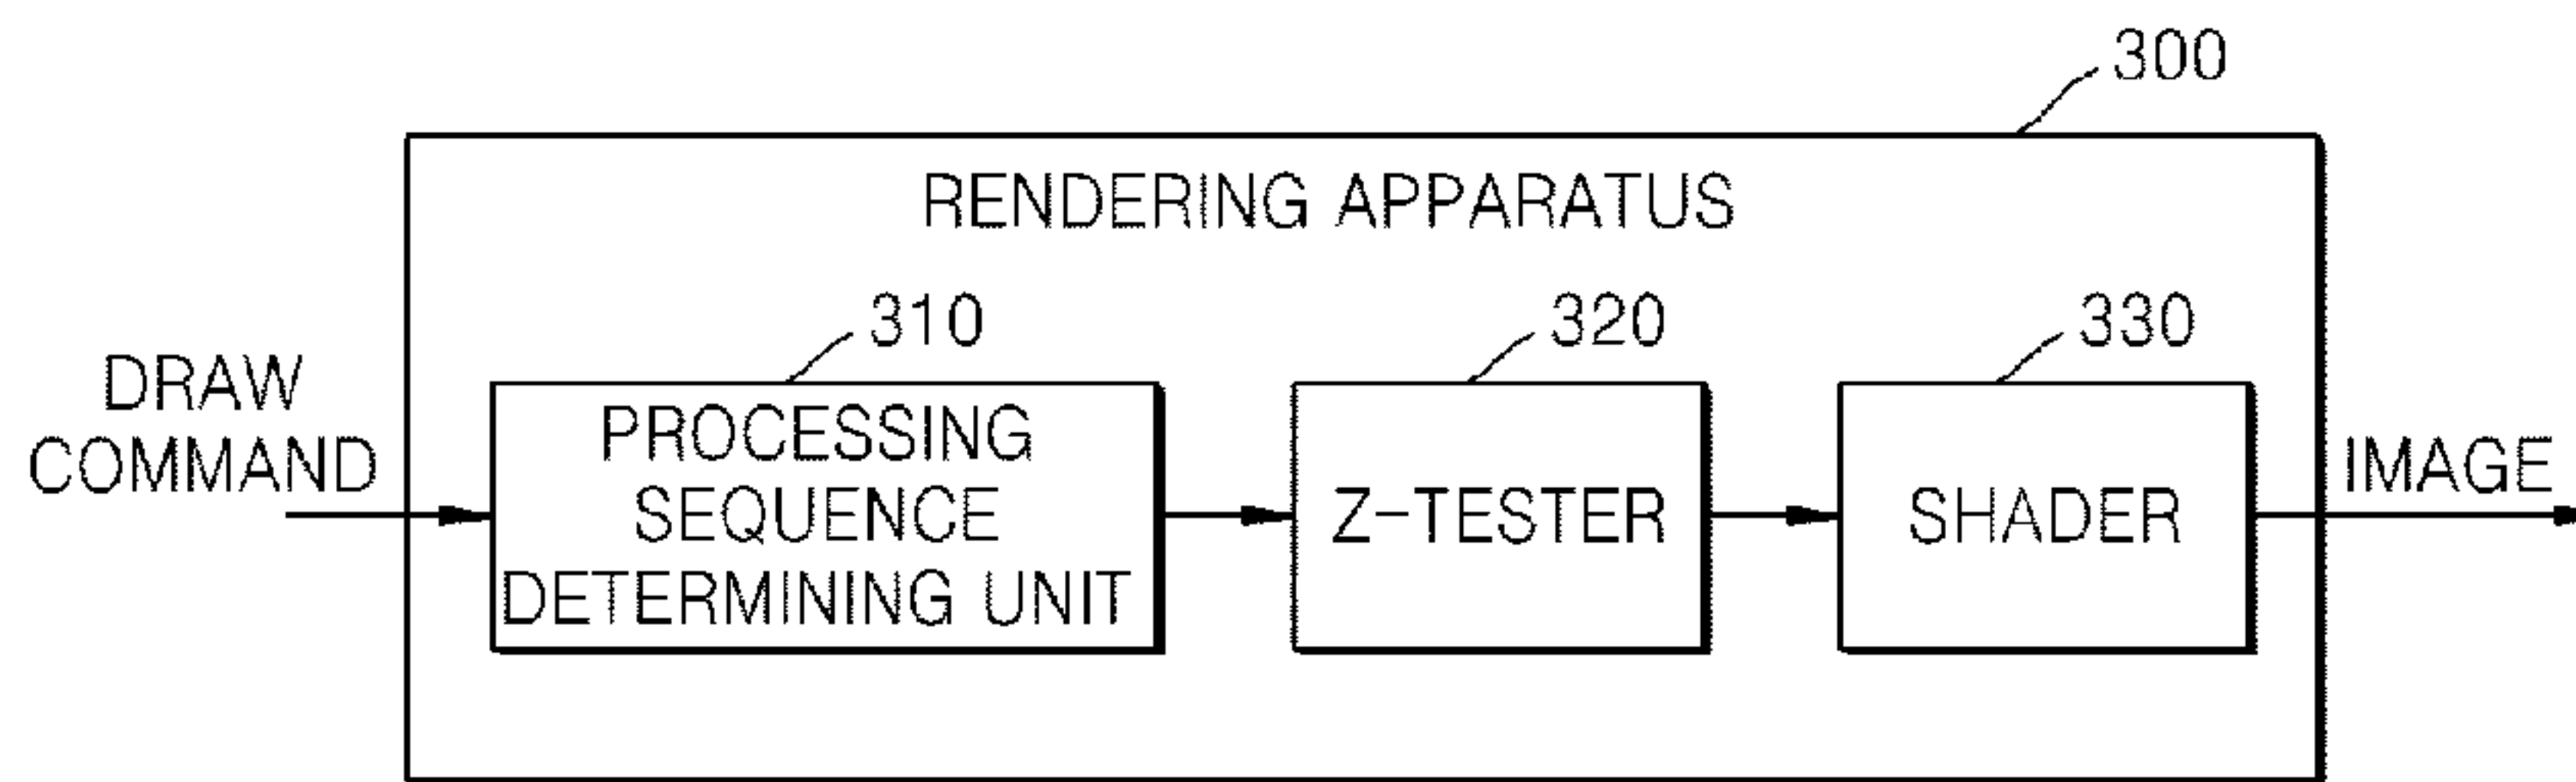 300
RENDERING APPARATUS
310
320
330
DRAW
COMMAND
PROCESSING
SEQUENCE
DETERMINING UNIT
Z-TESTER
SHADER
IMAGE